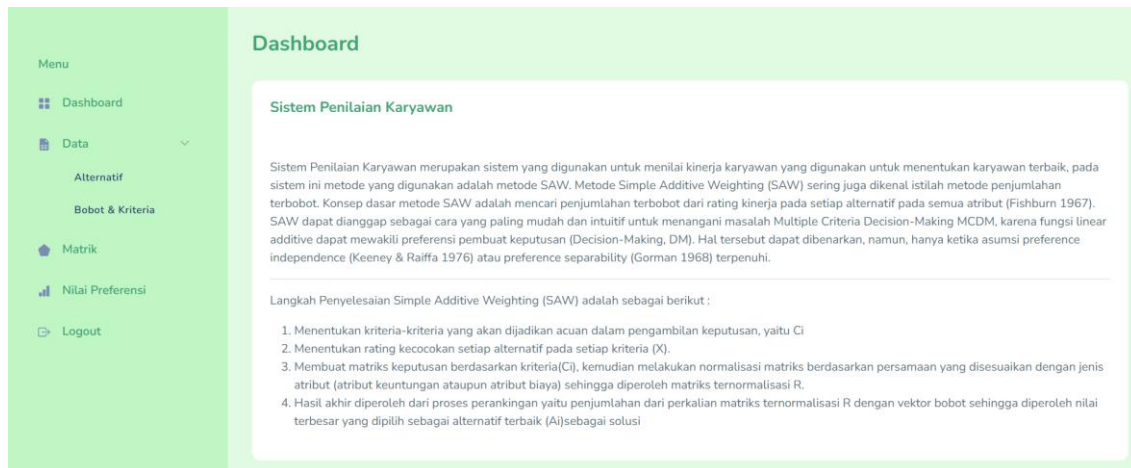 Menu
Dashboard
Data
Alternatif
Bobot & Kriteria
Matrik
Nilai Preferensi
Logout
Dashboard
Sistem Penilaian Karyawan
Sistem Penilaian Karyawan merupakan sistem yang digunakan untuk menilai kinerja karyawan yang digunakan untuk menentukan karyawan terbaik, pada
sistem ini metode yang digunakan adalah metode SAW. Metode Simple Additive Weighting (SAW) sering juga dikenal istilah metode penjumlahan
terbobot. Konsep dasar metode SAW adalah mencari penjumlahan terbobot dari rating kinerja pada setiap alternatif pada semua atribut (Fishburn 1967).
SAW dapat dianggap sebagai cara yang paling mudah dan intuitif untuk menangani masalah Multiple Criteria Decision-Making MCDM, karena fungsi linear
additive dapat mewakili preferensi pembuat keputusan (Decision-Making, DM). Hal tersebut dapat dibenarkan, namun, hanya ketika asumsi preference
independence (Keeney & Raiffa 1976) atau preference separability (Gorman 1968) terpenuhi.
Langkah Penyelesaian Simple Additive Weighting (SAW) adalah sebagai berikut :
1. Menentukan kriteria-kriteria yang akan dijadikan acuan dalam pengambilan keputusan, yaitu Ci
2. Menentukan rating kecocokan setiap alternatif pada setiap kriteria (X).
3. Membuat matriks keputusan berdasarkan kriteria(Ci), kemudian melakukan normalisasi matriks berdasarkan persamaan yang disesuaikan dengan jenis
atribut (atribut keuntungan ataupun atribut biaya) sehingga diperoleh matriks ternormalisasi R.
4. Hasil akhir diperoleh dari proses perankingan yaitu penjumlahan dari perkalian matriks ternormalisasi R dengan vektor bobot sehingga diperoleh nilai
terbesar yang dipilih sebagai alternatif terbaik (Ai)sebagai solusi